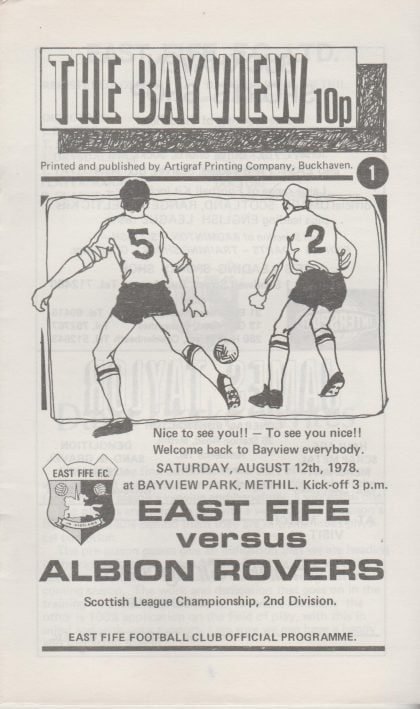 THE BAYVIEW 10p
Printed and published by Artigraf Printing Company, Buckhaven.
1
5
2
Nice to see you!! — To see you nice!!
Welcome back to Bayview everybody.
SATURDAY, AUGUST 12th, 1978.
at BAYVIEW PARK, METHIL. Kick-off 3 p.m.
EAST FIFE F.C.
EAST FIFE
versus
ALBION ROVERS
Scottish League Championship, 2nd Division.
EAST FIFE FOOTBALL CLUB OFFICIAL PROGRAMME.